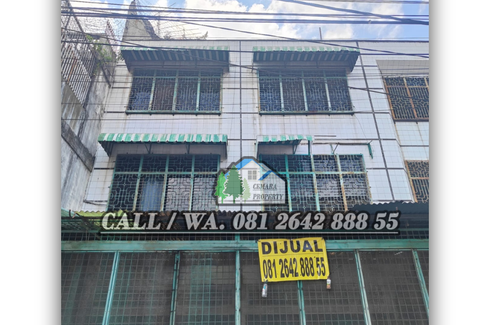 CEMARA
PROPERTY
CALL / WA. 081 2642 888 55
DIJUAL
081 2642 888 55